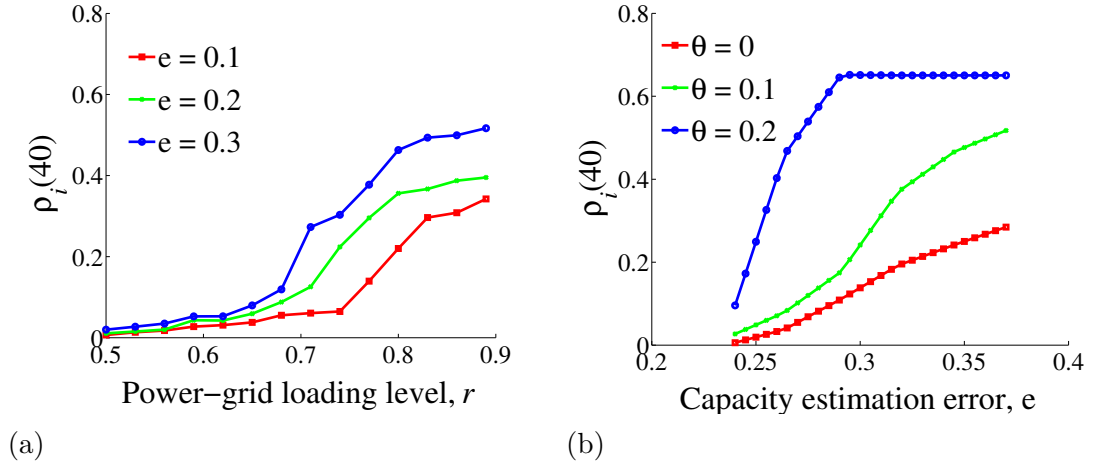 0.8
0.6
0.4
0.2
0
ρi(40)
e = 0.1
e = 0.2
e = 0.3
0.5 0.6 0.7 0.8 0.9
Power−grid loading level, r
(a)
0.8
0.6
0.4
0.2
0
ρi(40)
θ = 0
θ = 0.1
θ = 0.2
0.2 0.25 0.3 0.35 0.4
Capacity estimation error, e
(b)